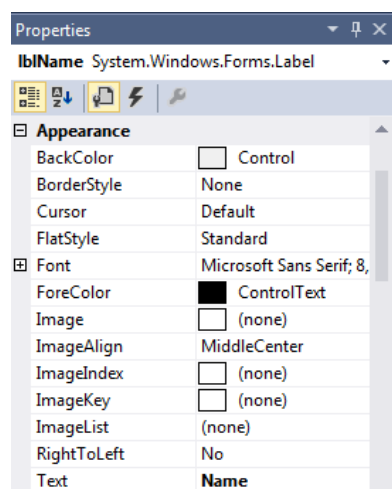 Properties
lblName System.Windows.Forms.Label
Appearance
BackColor Control
BorderStyle None
Cursor Default
FlatStyle Standard
Font Microsoft Sans Serif; 8,
ForeColor ControlText
Image (none)
ImageAlign MiddleCenter
ImageIndex (none)
ImageKey (none)
ImageList (none)
RightToLeft No
Text Name